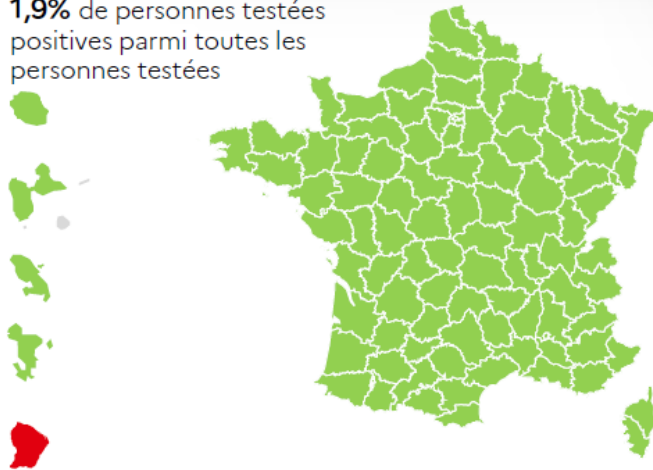 1,9% de personnes testées
positives parmi toutes les
personnes testées